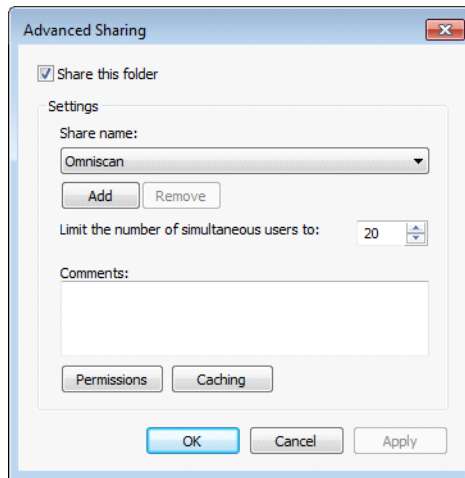 Advanced Sharing
Share this folder
Settings
Share name:
Omniscan
Add Remove
Limit the number of simultaneous users to: 20
Comments:
Permissions Caching
OK Cancel Apply